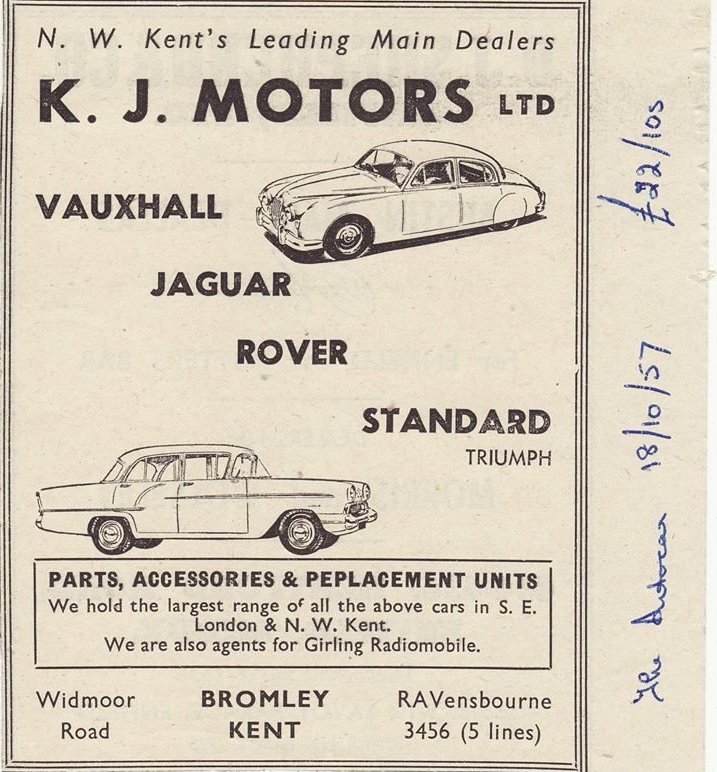 N. W. Kent's Leading Main Dealers
K. J. MOTORS LTD
VAUXHALL
JAGUAR
ROVER
STANDARD
TRIUMPH
PARTS, ACCESSORIES & PEPLACEMENT UNITS
We hold the largest range of all the above cars in S. E.
London & N. W. Kent.
We are also agents for Girling Radiomobile.
Widmoor BROMLEY RAVensbourne
Road KENT 3456 (5 lines)
The Autocar 18/10/57 £22/10s